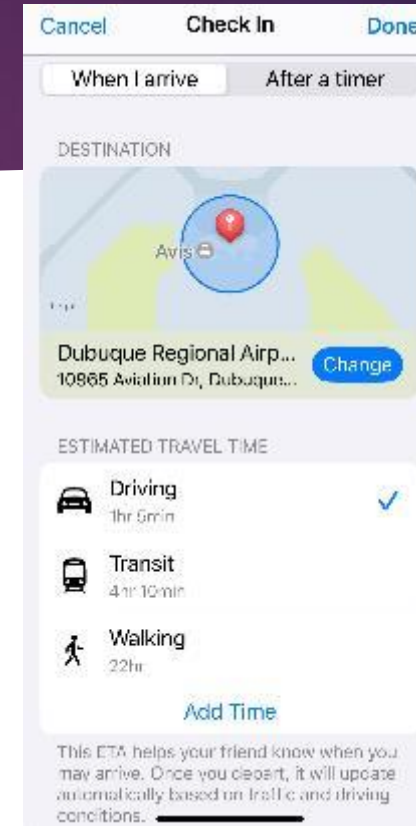 Cancel Check In Done
When I arrive After a timer
DESTINATION
Avis
Dubuque Regional Airp...
10965 Aviation Dr, Dubuque... Change
ESTIMATED TRAVEL TIME
Driving
1hr 5min
Transit
4hr 10min
Walking
22hr
Add Time
This ETA helps your friend know when you
may arrive. Once you depart, it will update
automatically based on traffic and driving
conditions.